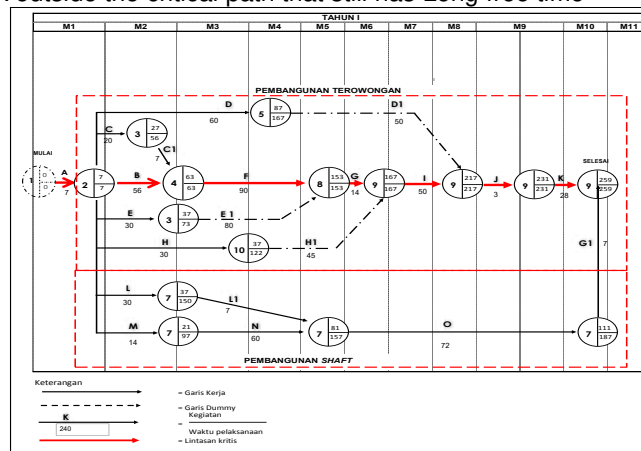 outside the critical path that still has Long free time
TAHUN I
M1 M2 M3 M4 M5 M6 M7 M8 M9 M10 M11
PEMBANGUNAN TEROWONGAN
D 60
5 87 167
D1 50
C 20
3 27 56
C1 7
MULAI
1 0 0
A 7
2 7 7
B 56
4 63 63
F 90
8 153 153
G 14
9 167 167
I 50
9 217 217
J 3
9 231 231
K 28
SELESAI
9 259 259
E 30
3 37 73
E 1 80
H 30
10 37 122
H1 45
G1 7
L 30
7 37 150
L1 7
M 14
7 21 97
N 60
7 81 157
O 72
7 111 187
PEMBANGUNAN SHAFT
Keterangan
= Garis Kerja
= Garis Dummy
K 240
= Kegiatan
Waktu pelaksanaan
= Lintasan kritis